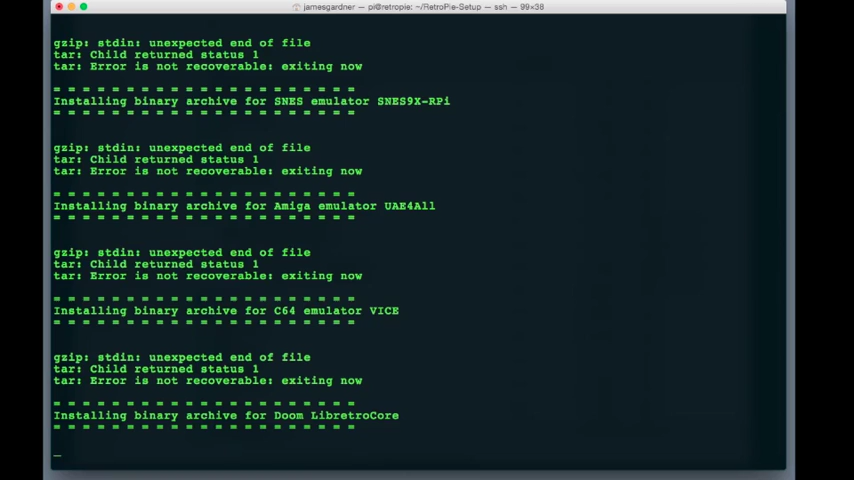 jamesgardner — pi@retropie: ~/RetroPie-Setup — ssh — 99×38
gzip: stdin: unexpected end of file
tar: Child returned status 1
tar: Error is not recoverable: exiting now
= = = = = = = = = = = = = = = = = = = = =
Installing binary archive for SNES emulator SNES9X-RPi
= = = = = = = = = = = = = = = = = = = = =
gzip: stdin: unexpected end of file
tar: Child returned status 1
tar: Error is not recoverable: exiting now
= = = = = = = = = = = = = = = = = = = = =
Installing binary archive for Amiga emulator UAE4All
= = = = = = = = = = = = = = = = = = = = =
gzip: stdin: unexpected end of file
tar: Child returned status 1
tar: Error is not recoverable: exiting now
= = = = = = = = = = = = = = = = = = = = =
Installing binary archive for C64 emulator VICE
= = = = = = = = = = = = = = = = = = = = =
gzip: stdin: unexpected end of file
tar: Child returned status 1
tar: Error is not recoverable: exiting now
= = = = = = = = = = = = = = = = = = = = =
Installing binary archive for Doom LibretroCore
= = = = = = = = = = = = = = = = = = = = =
_